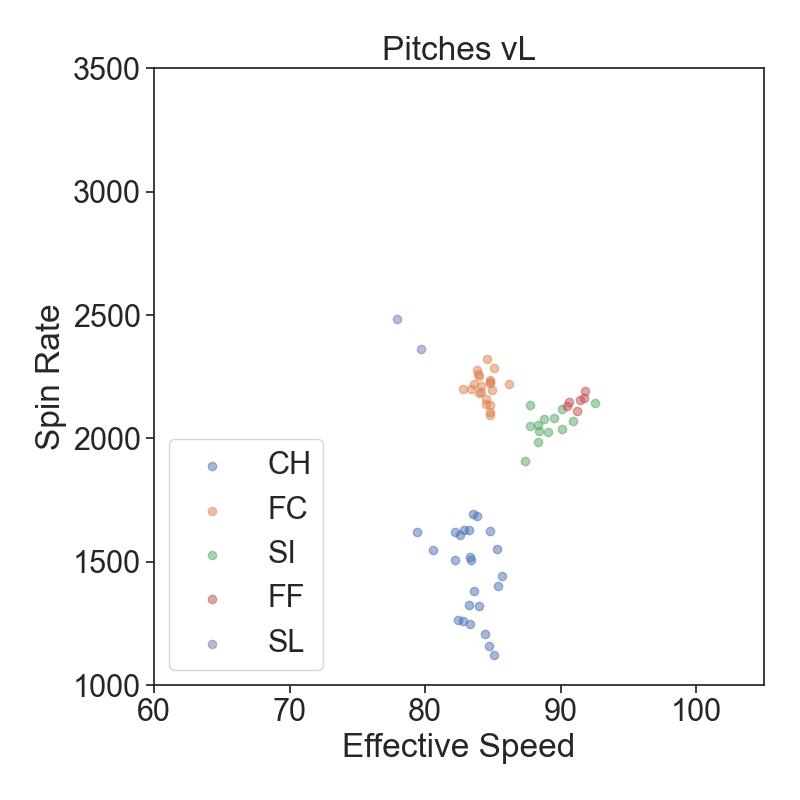 Pitches vL
3500
3000
2500
2000
1500
1000
Spin Rate
CH
FC
SI
FF
SL
60 70 80 90 100
Effective Speed